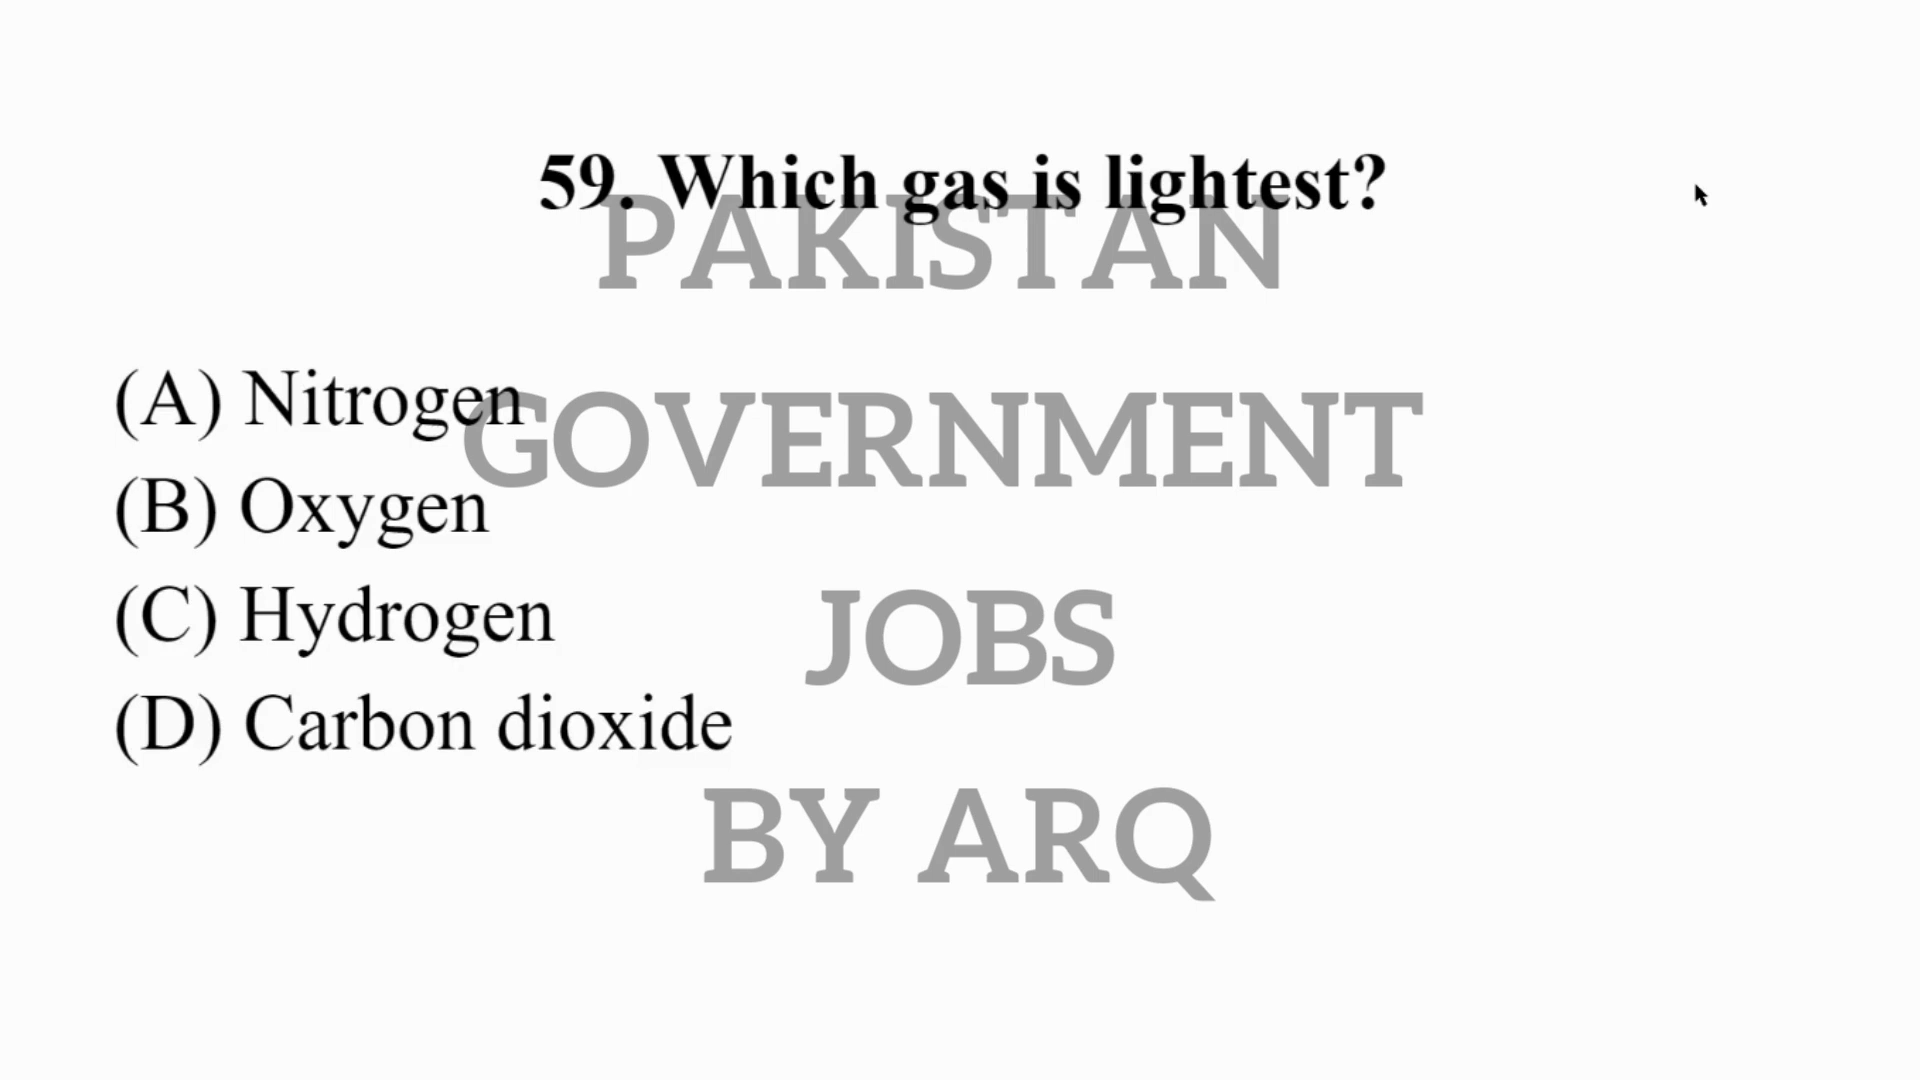 59. Which gas is lightest?
PAKISTAN
(A) Nitrogen
GOVERNMENT
(B) Oxygen
(C) Hydrogen
JOBS
(D) Carbon dioxide
BY ARQ